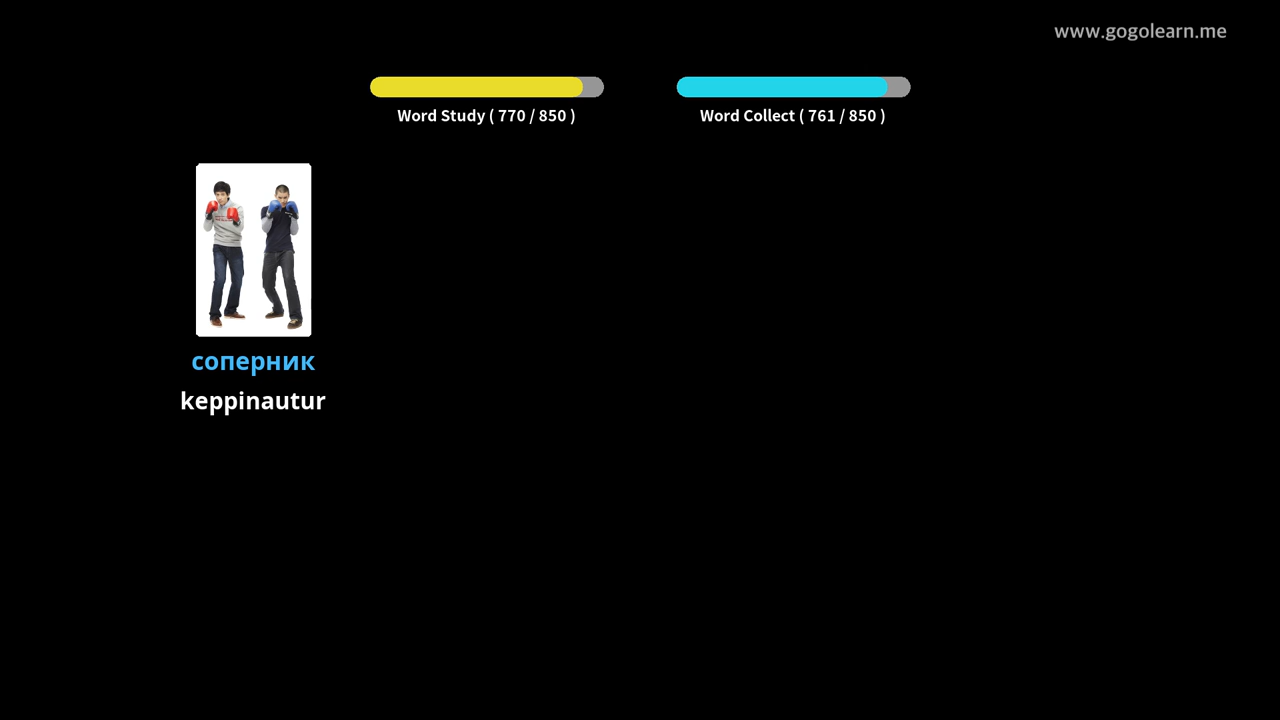 www.gogolearn.me
Word Study ( 770 / 850 )
Word Collect ( 761 / 850 )
соперник
keppinautur